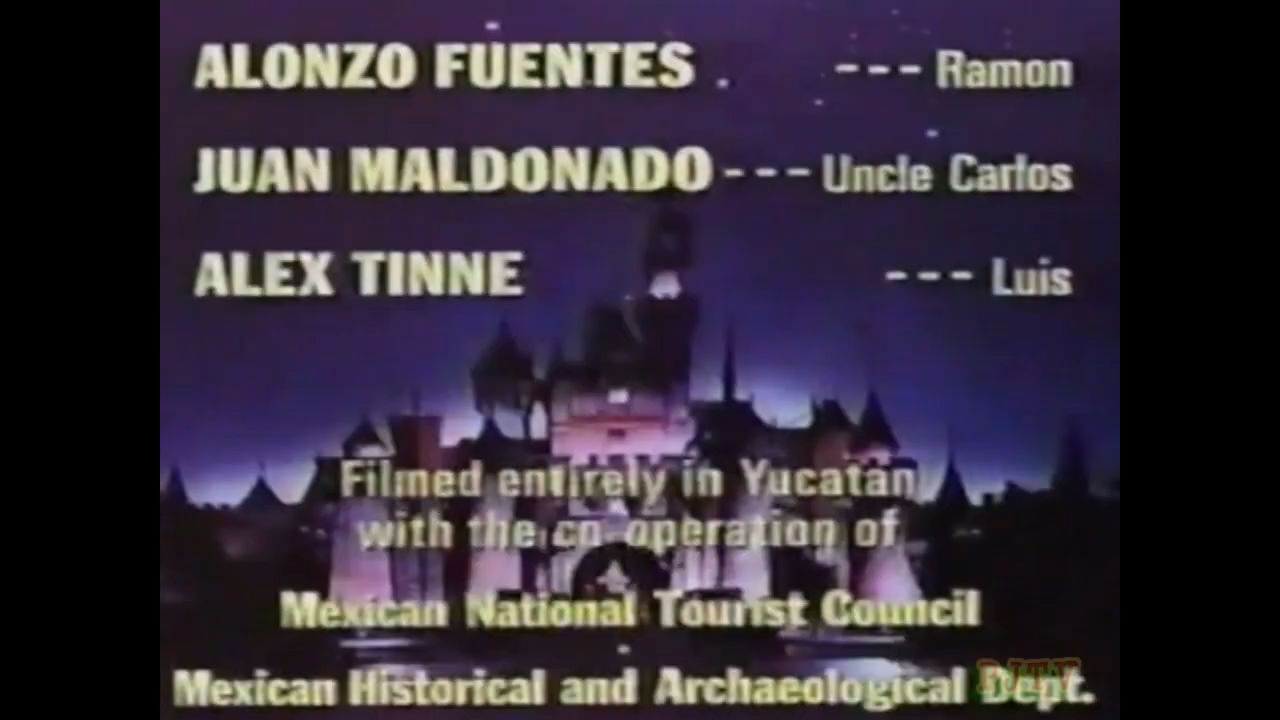 ALONZO FUENTES . --- Ramon
JUAN MALDONADO --- Uncle Carlos
ALEX TINNE --- Luis
Filmed entirely in Yucatan
with the co-operation of
Mexican National Tourist Council
Mexican Historical and Archaeological Dept.